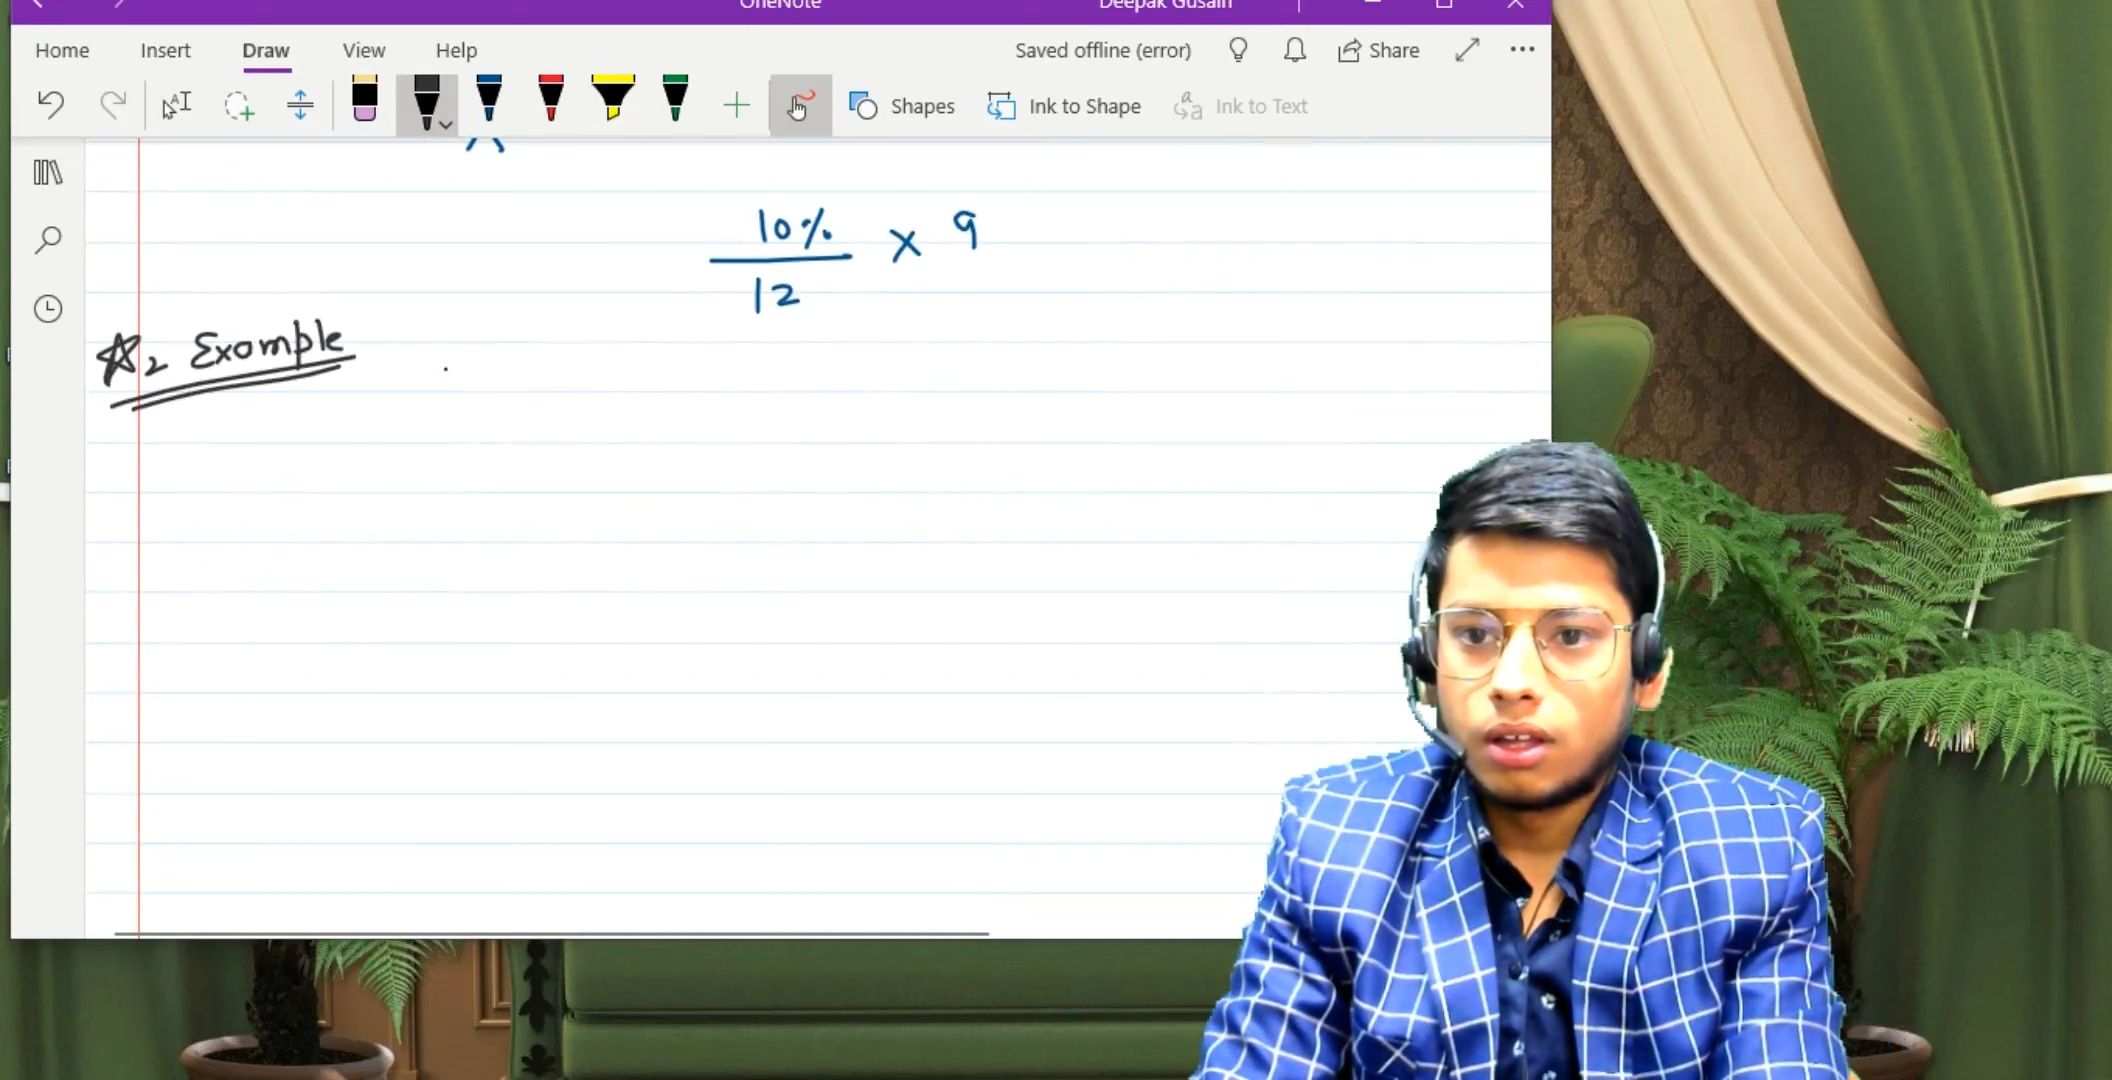 OneNote
Deepak Gusain
Home Insert Draw View Help
Saved offline (error) Share
Shapes Ink to Shape Ink to Text
10% × 9
12
2 Example